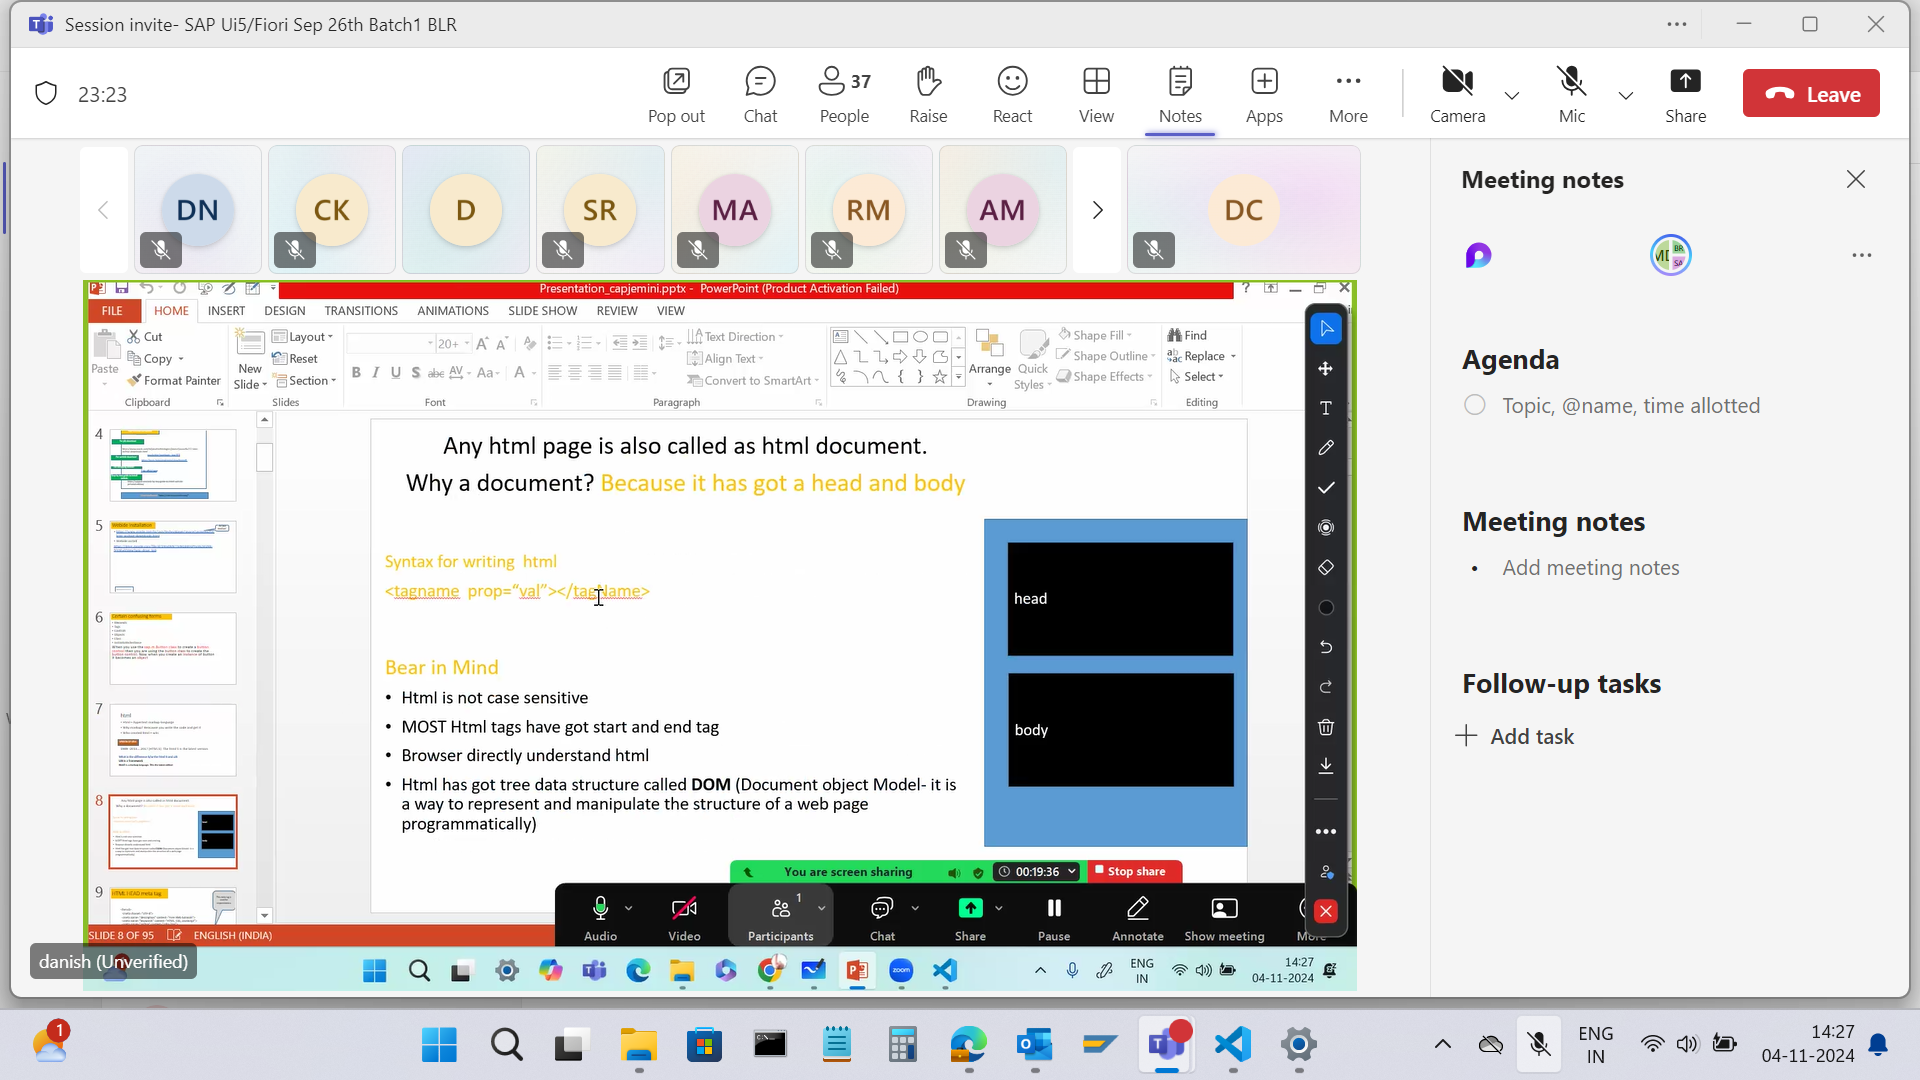 Session invite- SAP Ui5/Fiori Sep 26th Batch1 BLR
23:23
Pop out
Chat
37
People
Raise
React
View
Notes
Apps
More
Camera
Mic
Share
Leave
DN
CK
D
SR
MA
RM
AM
DC
Presentation_capjemini.pptx - PowerPoint (Product Activation Failed)
FILE HOME INSERT DESIGN TRANSITIONS ANIMATIONS SLIDE SHOW REVIEW VIEW
Paste
Cut
Copy
Format Painter
Clipboard
New Slide
Layout
Reset
Section
Slides
20+
Font
Text Direction
Align Text
Convert to SmartArt
Paragraph
Arrange
Quick Styles
Shape Fill
Shape Outline
Shape Effects
Drawing
Find
Replace
Select
Editing
4
5
6
7
8
9
Any html page is also called as html document.
Why a document? Because it has got a head and body
Syntax for writing html
<tagname prop=“val”></tagName>
Bear in Mind
• Html is not case sensitive
• MOST Html tags have got start and end tag
• Browser directly understand html
• Html has got tree data structure called DOM (Document object Model- it is
a way to represent and manipulate the structure of a web page
programmatically)
head
body
You are screen sharing
00:19:36
Stop share
Audio
Video
1
Participants
Chat
Share
Pause
Annotate
Show meeting
SLIDE 8 OF 95 ENGLISH (INDIA)
danish (Unverified)
zoom
ENG
IN
14:27
04-11-2024
Meeting notes
BR
SA
Agenda
Topic, @name, time allotted
Meeting notes
• Add meeting notes
Follow-up tasks
Add task
1
ENG
IN
14:27
04-11-2024